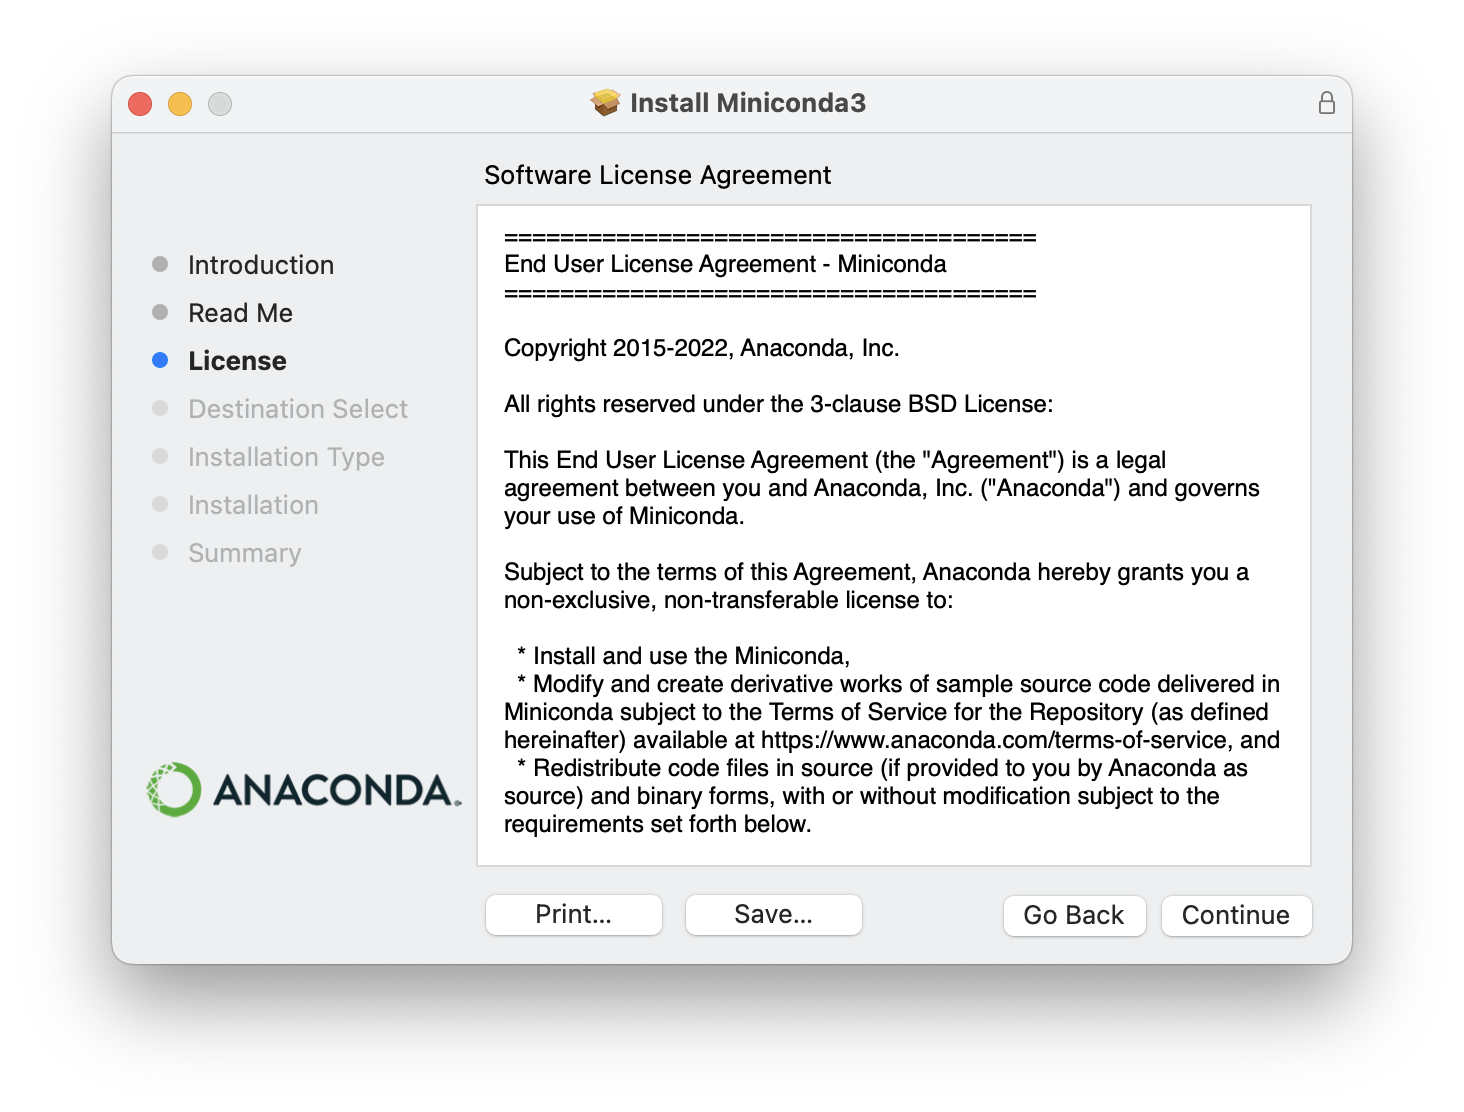 Install Miniconda3
Software License Agreement
Introduction
Read Me
License
Destination Select
Installation Type
Installation
Summary
ANACONDA.
======================================
End User License Agreement - Miniconda
======================================
Copyright 2015-2022, Anaconda, Inc.
All rights reserved under the 3-clause BSD License:
This End User License Agreement (the "Agreement") is a legal
agreement between you and Anaconda, Inc. ("Anaconda") and governs
your use of Miniconda.
Subject to the terms of this Agreement, Anaconda hereby grants you a
non-exclusive, non-transferable license to:
* Install and use the Miniconda,
* Modify and create derivative works of sample source code delivered in
Miniconda subject to the Terms of Service for the Repository (as defined
hereinafter) available at https://www.anaconda.com/terms-of-service, and
* Redistribute code files in source (if provided to you by Anaconda as
source) and binary forms, with or without modification subject to the
requirements set forth below.
Print...
Save...
Go Back
Continue